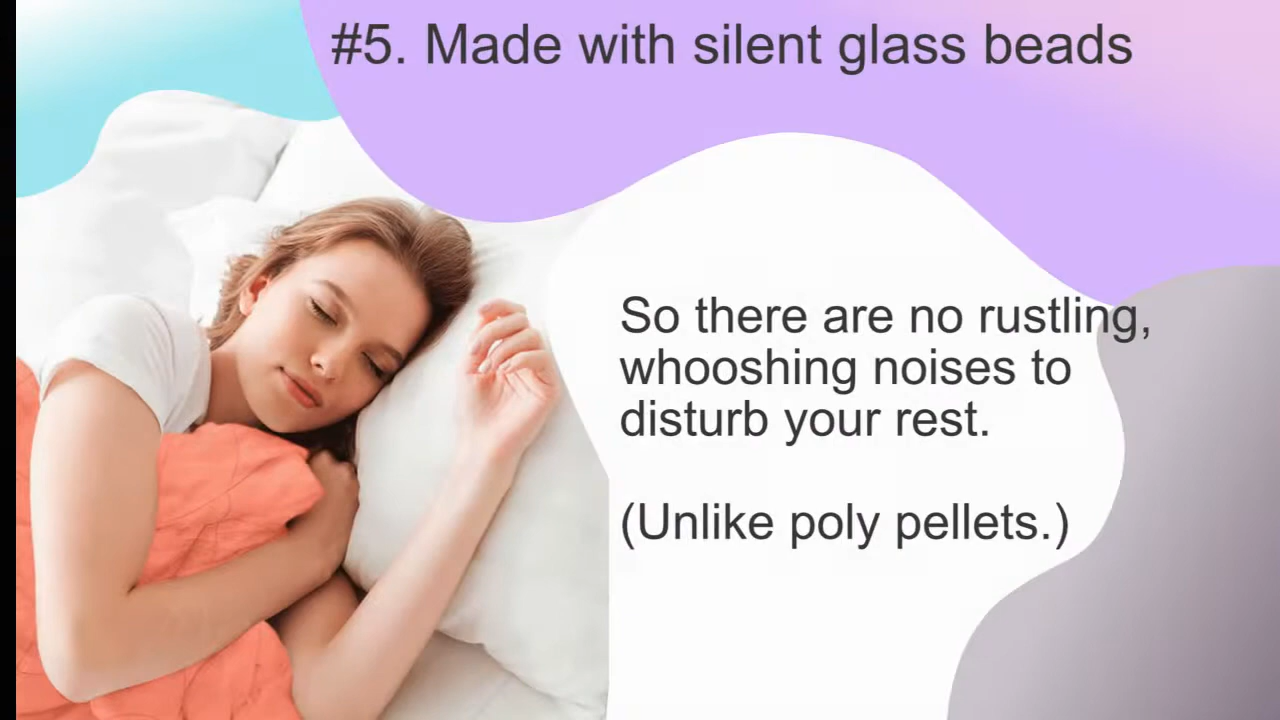 #5. Made with silent glass beads
So there are no rustling,
whooshing noises to
disturb your rest.
(Unlike poly pellets.)